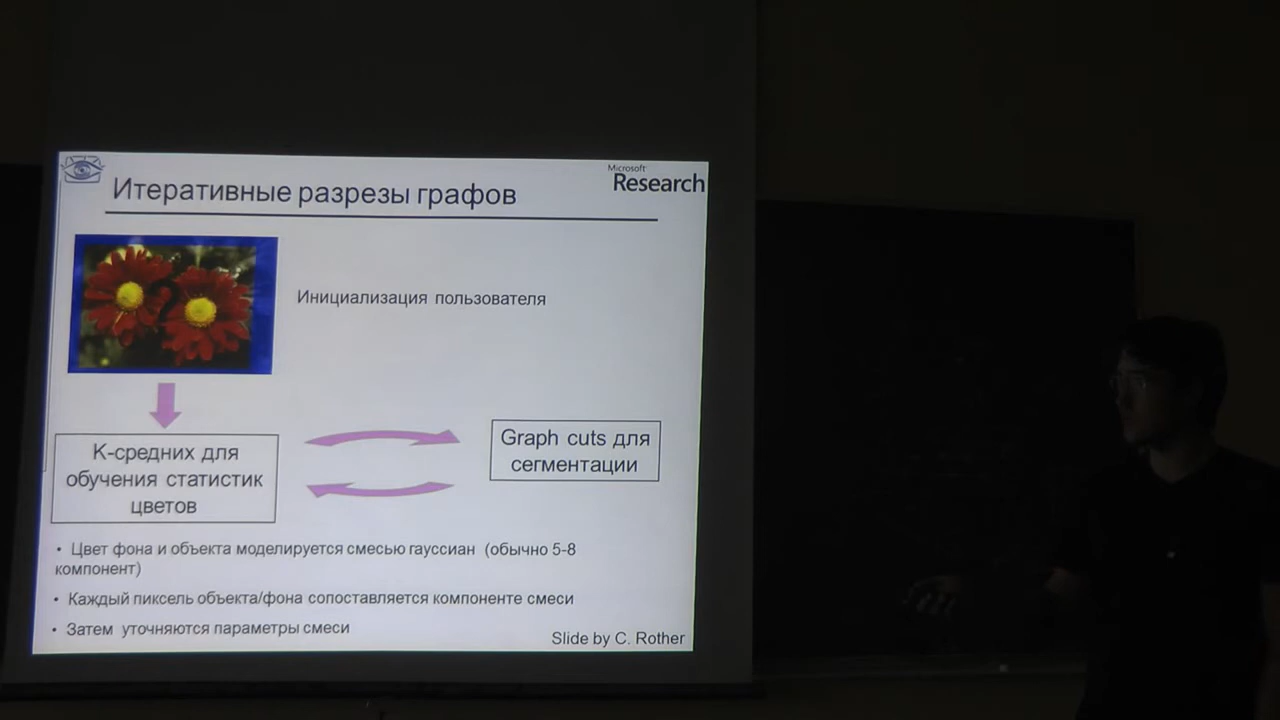 Итеративные разрезы графов
Microsoft
Research
Инициализация пользователя
К-средних для
обучения статистик
цветов
Graph cuts для
сегментации
• Цвет фона и объекта моделируется смесью гауссиан (обычно 5-8
компонент)
• Каждый пиксель объекта/фона сопоставляется компоненте смеси
• Затем уточняются параметры смеси
Slide by C. Rother